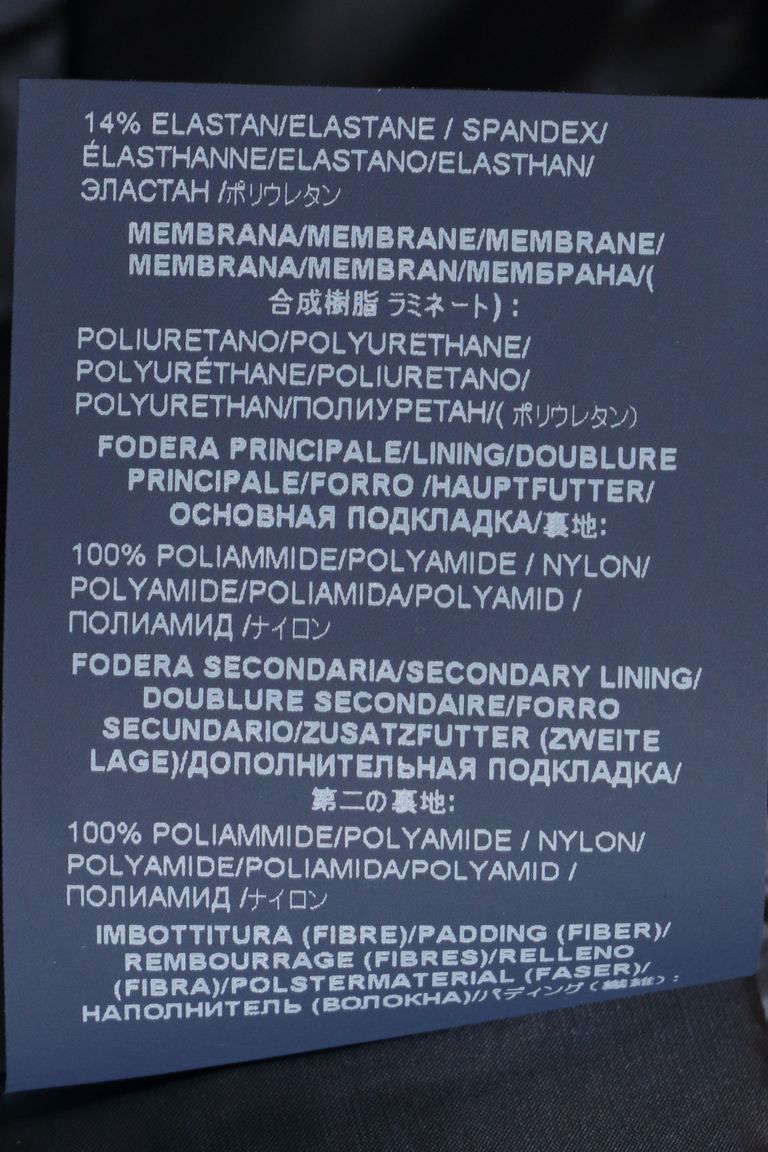 14% ELASTAN/ELASTANE / SPANDEX/
ÉLASTHANNE/ELASTANO/ELASTHAN/
ЭЛАСТАН /ポリウレタン
MEMBRANA/MEMBRANE/MEMBRANE/
MEMBRANA/MEMBRAN/МЕМБРАНА/(
合成樹脂 ラミネート) :
POLIURETANO/POLYURETHANE/
POLYURÉTHANE/POLIURETANO/
POLYURETHAN/ПОЛИУРЕТАН/( ポリウレタン)
FODERA PRINCIPALE/LINING/DOUBLURE
PRINCIPALE/FORRO /HAUPTFUTTER/
ОСНОВНАЯ ПОДКЛАДКА/裏地:
100% POLIAMMIDE/POLYAMIDE / NYLON/
POLYAMIDE/POLIAMIDA/POLYAMID /
ПОЛИАМИД /ナイロン
FODERA SECONDARIA/SECONDARY LINING/
DOUBLURE SECONDAIRE/FORRO
SECUNDARIO/ZUSATZFUTTER (ZWEITE
LAGE)/ДОПОЛНИТЕЛЬНАЯ ПОДКЛАДКА/
第二の裏地:
100% POLIAMMIDE/POLYAMIDE / NYLON/
POLYAMIDE/POLIAMIDA/POLYAMID /
ПОЛИАМИД /ナイロン
IMBOTTITURA (FIBRE)/PADDING (FIBER)/
REMBOURRAGE (FIBRES)/RELLENO
(FIBRA)/POLSTERMATERIAL (FASER)/
НАПОЛНИТЕЛЬ (ВОЛОКНА)/パディング (繊維) :